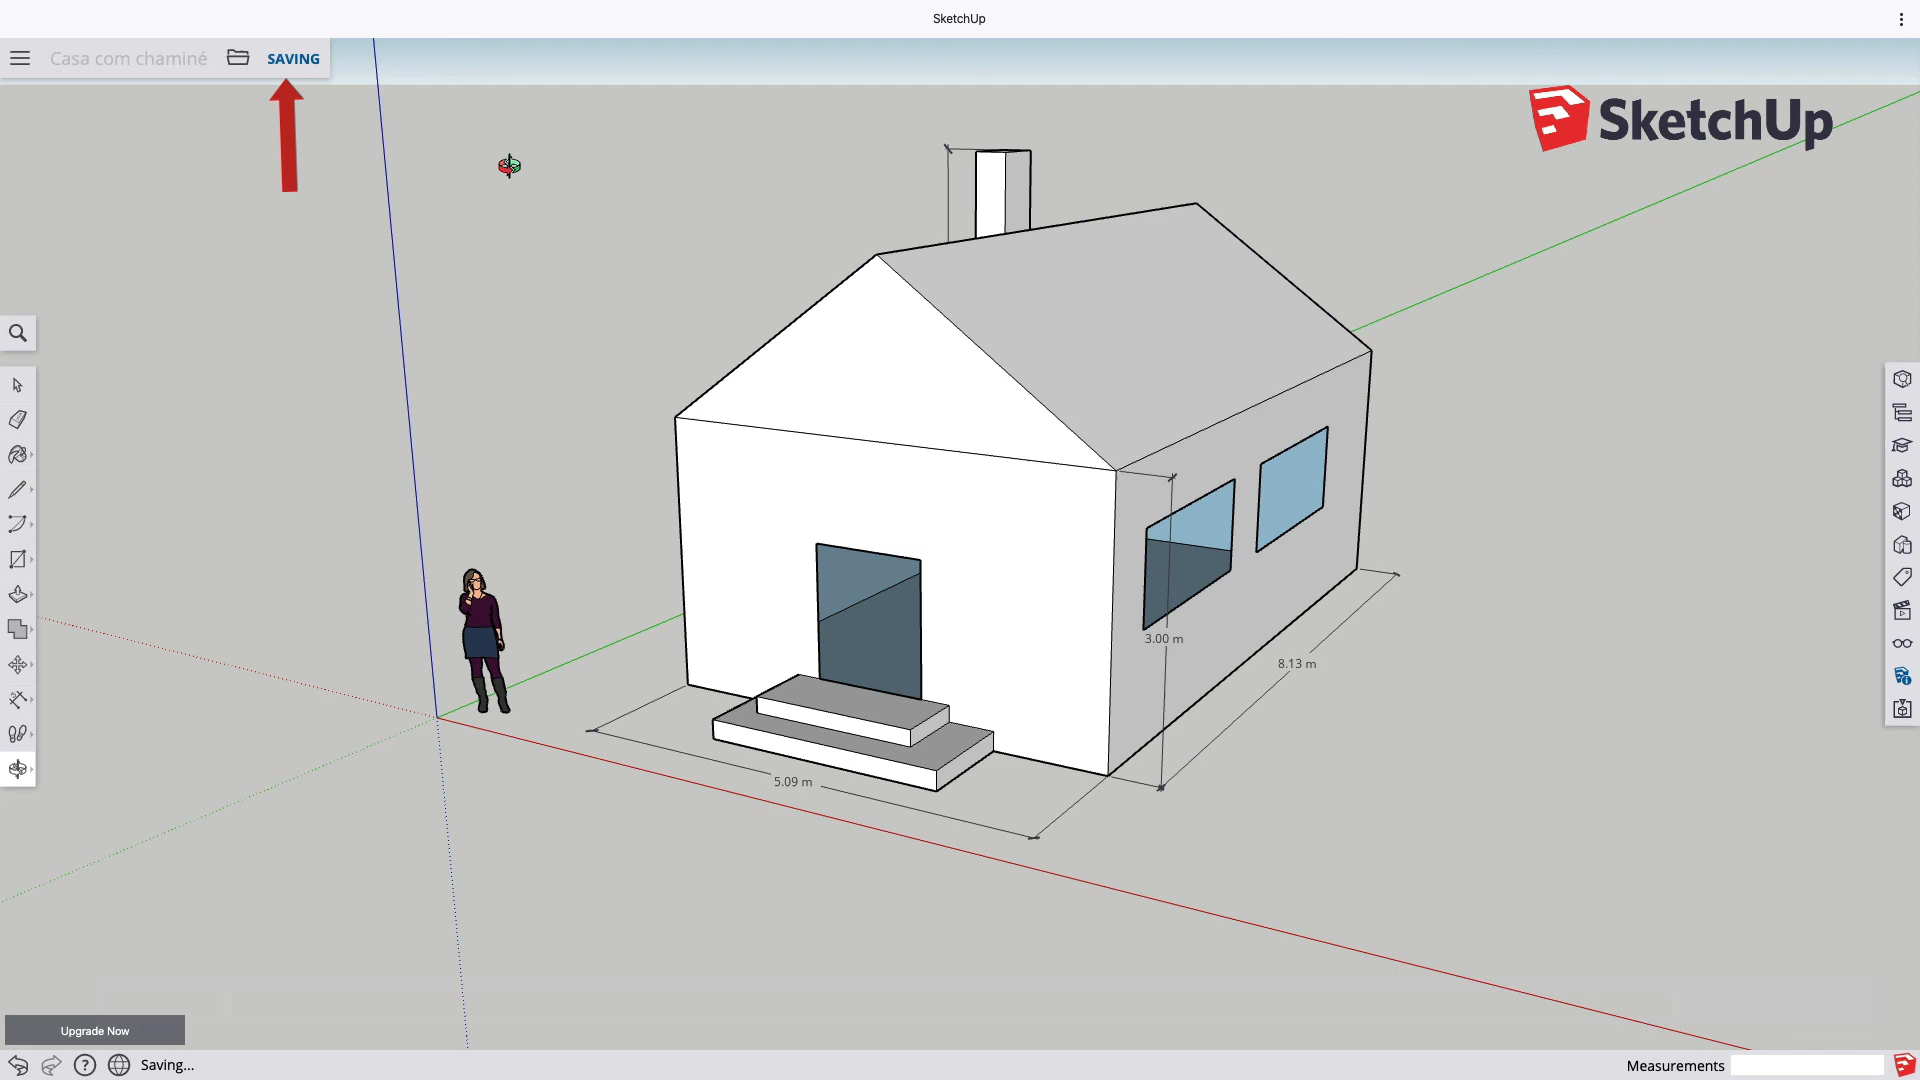 SketchUp
Casa com chaminé
SAVING
SketchUp
3.00 m
8.13 m
5.09 m
Upgrade Now
?
Saving...
Measurements